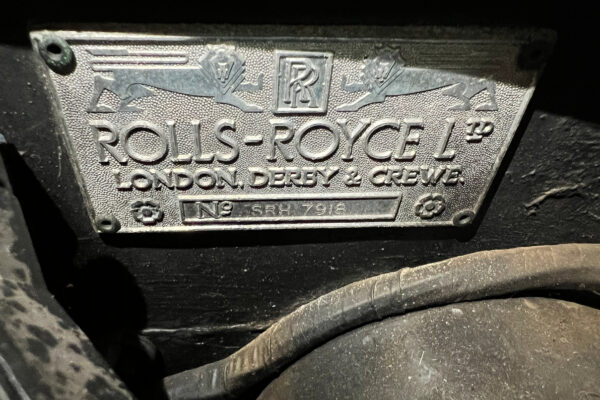 RR
ROLLS-ROYCE LTD
LONDON, DERBY & CREWE.
No SRH 7918